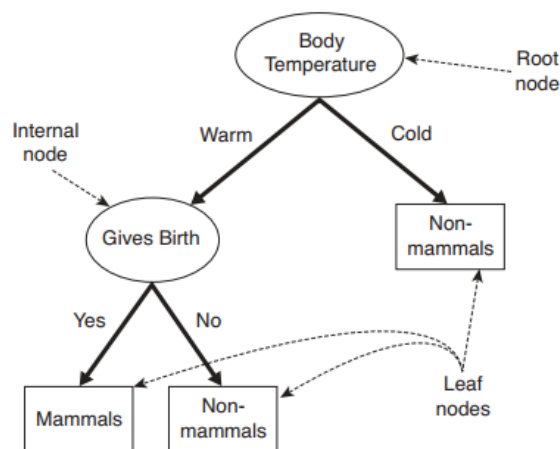 Body
Temperature
Root
node
Internal
node
Warm
Cold
Gives Birth
Non-
mammals
Yes
No
Mammals
Non-
mammals
Leaf
nodes